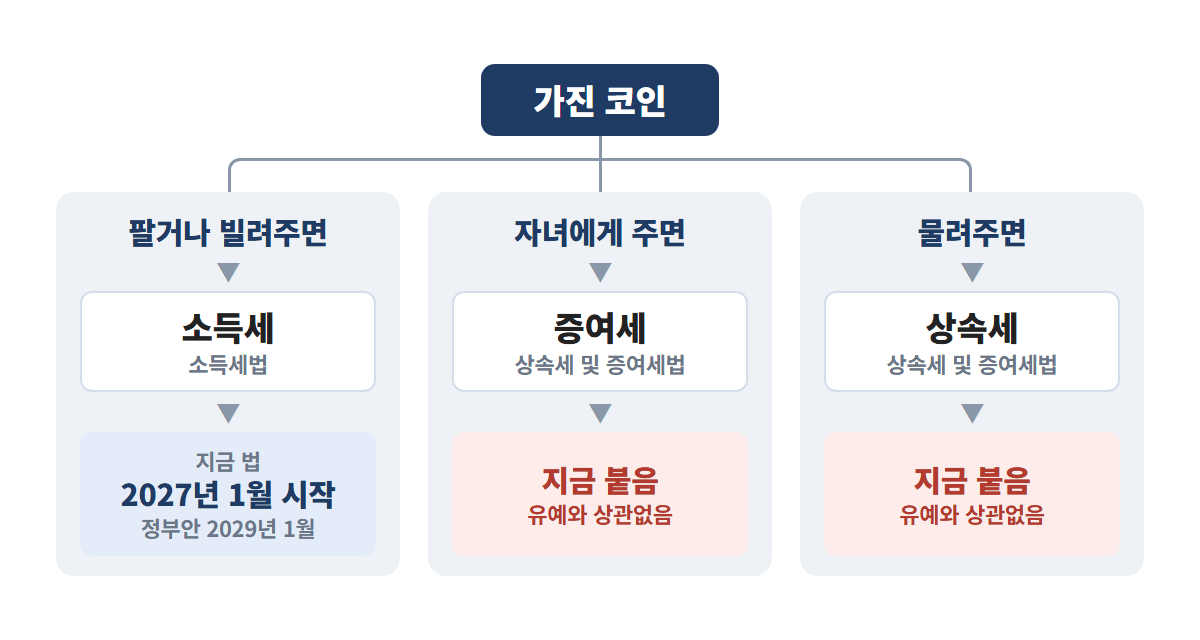 가진 코인
팔거나 빌려주면
소득세
소득세법
지금 법
2027년 1월 시작
정부안 2029년 1월
자녀에게 주면
증여세
상속세 및 증여세법
지금 붙음
유예와 상관없음
물려주면
상속세
상속세 및 증여세법
지금 붙음
유예와 상관없음